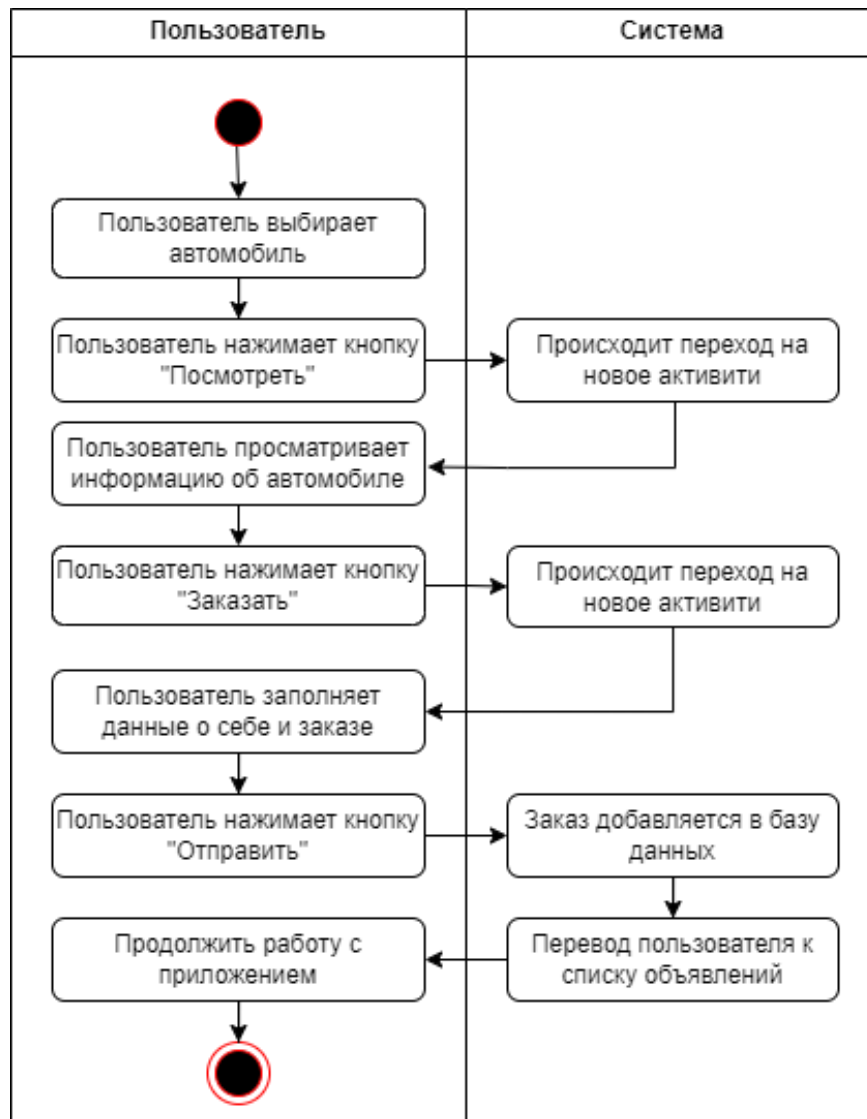 Пользователь
Система
Пользователь выбирает
автомобиль
Пользователь нажимает кнопку
"Посмотреть"
Происходит переход на
новое активити
Пользователь просматривает
информацию об автомобиле
Пользователь нажимает кнопку
"Заказать"
Происходит переход на
новое активити
Пользователь заполняет
данные о себе и заказе
Пользователь нажимает кнопку
"Отправить"
Заказ добавляется в базу
данных
Перевод пользователя к
списку объявлений
Продолжить работу с
приложением